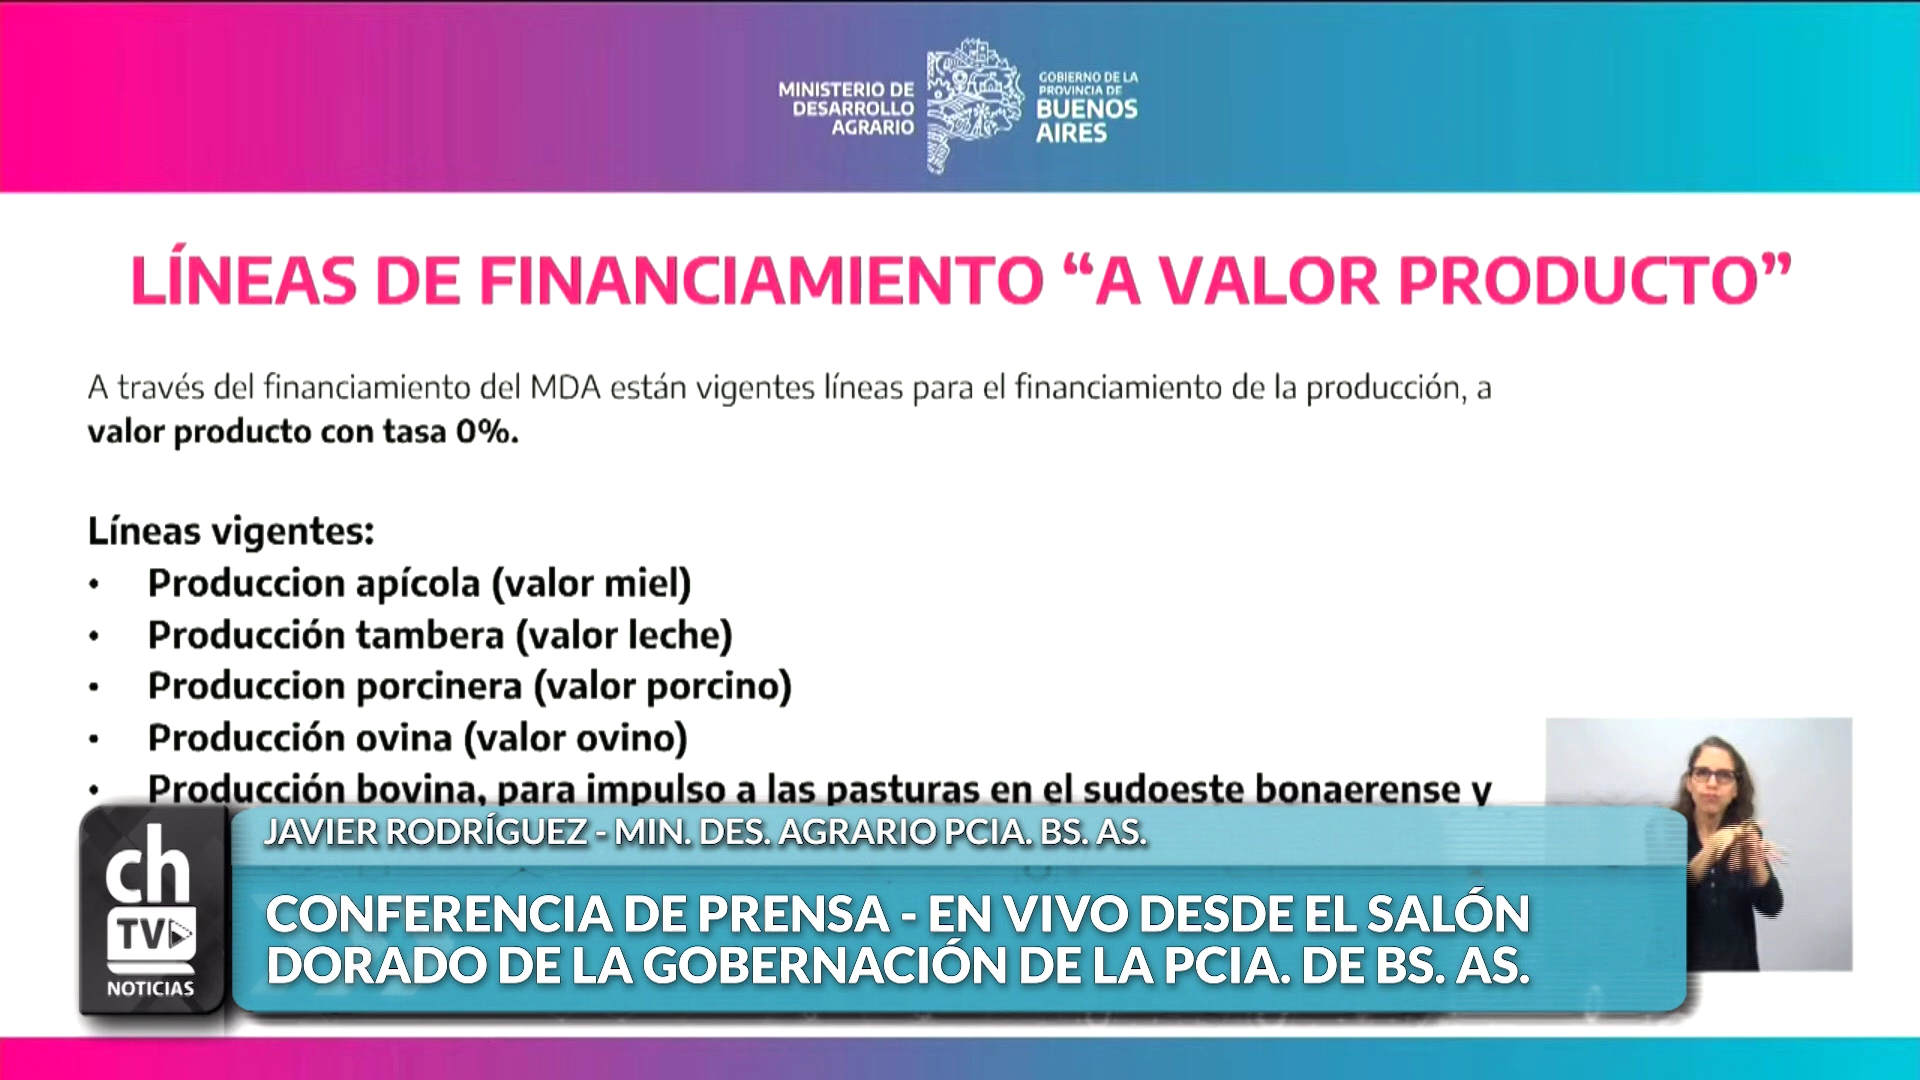 MINISTERIO DE
DESARROLLO
AGRARIO
GOBIERNO DE LA
PROVINCIA DE
BUENOS
AIRES
LÍNEAS DE FINANCIAMIENTO “A VALOR PRODUCTO”
A través del financiamiento del MDA están vigentes líneas para el financiamiento de la producción, a
valor producto con tasa 0%.
Líneas vigentes:
• Produccion apícola (valor miel)
• Producción tambera (valor leche)
• Produccion porcinera (valor porcino)
• Producción ovina (valor ovino)
• Producción bovina, para impulso a las pasturas en el sudoeste bonaerense y
JAVIER RODRÍGUEZ - MIN. DES. AGRARIO PCIA. BS. AS.
CONFERENCIA DE PRENSA - EN VIVO DESDE EL SALÓN
DORADO DE LA GOBERNACIÓN DE LA PCIA. DE BS. AS.
ch
TV
NOTICIAS